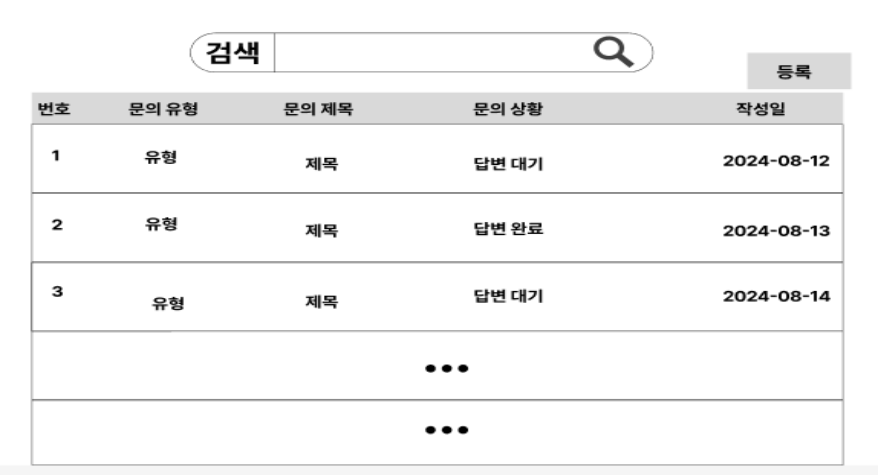 검색
등록
번호 문의 유형 문의 제목 문의 상황 작성일
1 유형 제목 답변 대기 2024-08-12
2 유형 제목 답변 완료 2024-08-13
3 유형 제목 답변 대기 2024-08-14
•••
•••